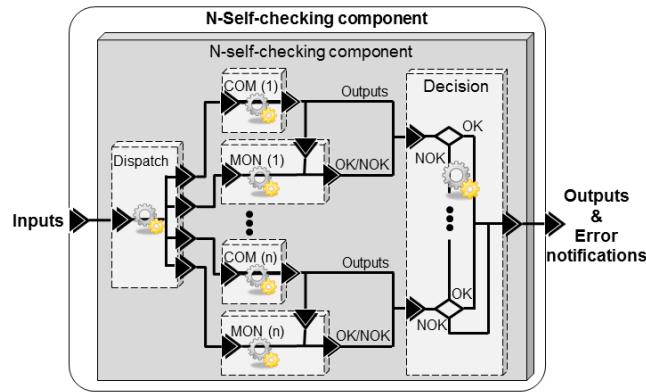 N-Self-checking component
N-self-checking component
COM (1)
Outputs
Decision
OK
Dispatch
MON (1)
OK/NOK
NOK
Inputs
Outputs
&
Error
notifications
COM (n)
Outputs
OK
MON (n)
OK/NOK
NOK